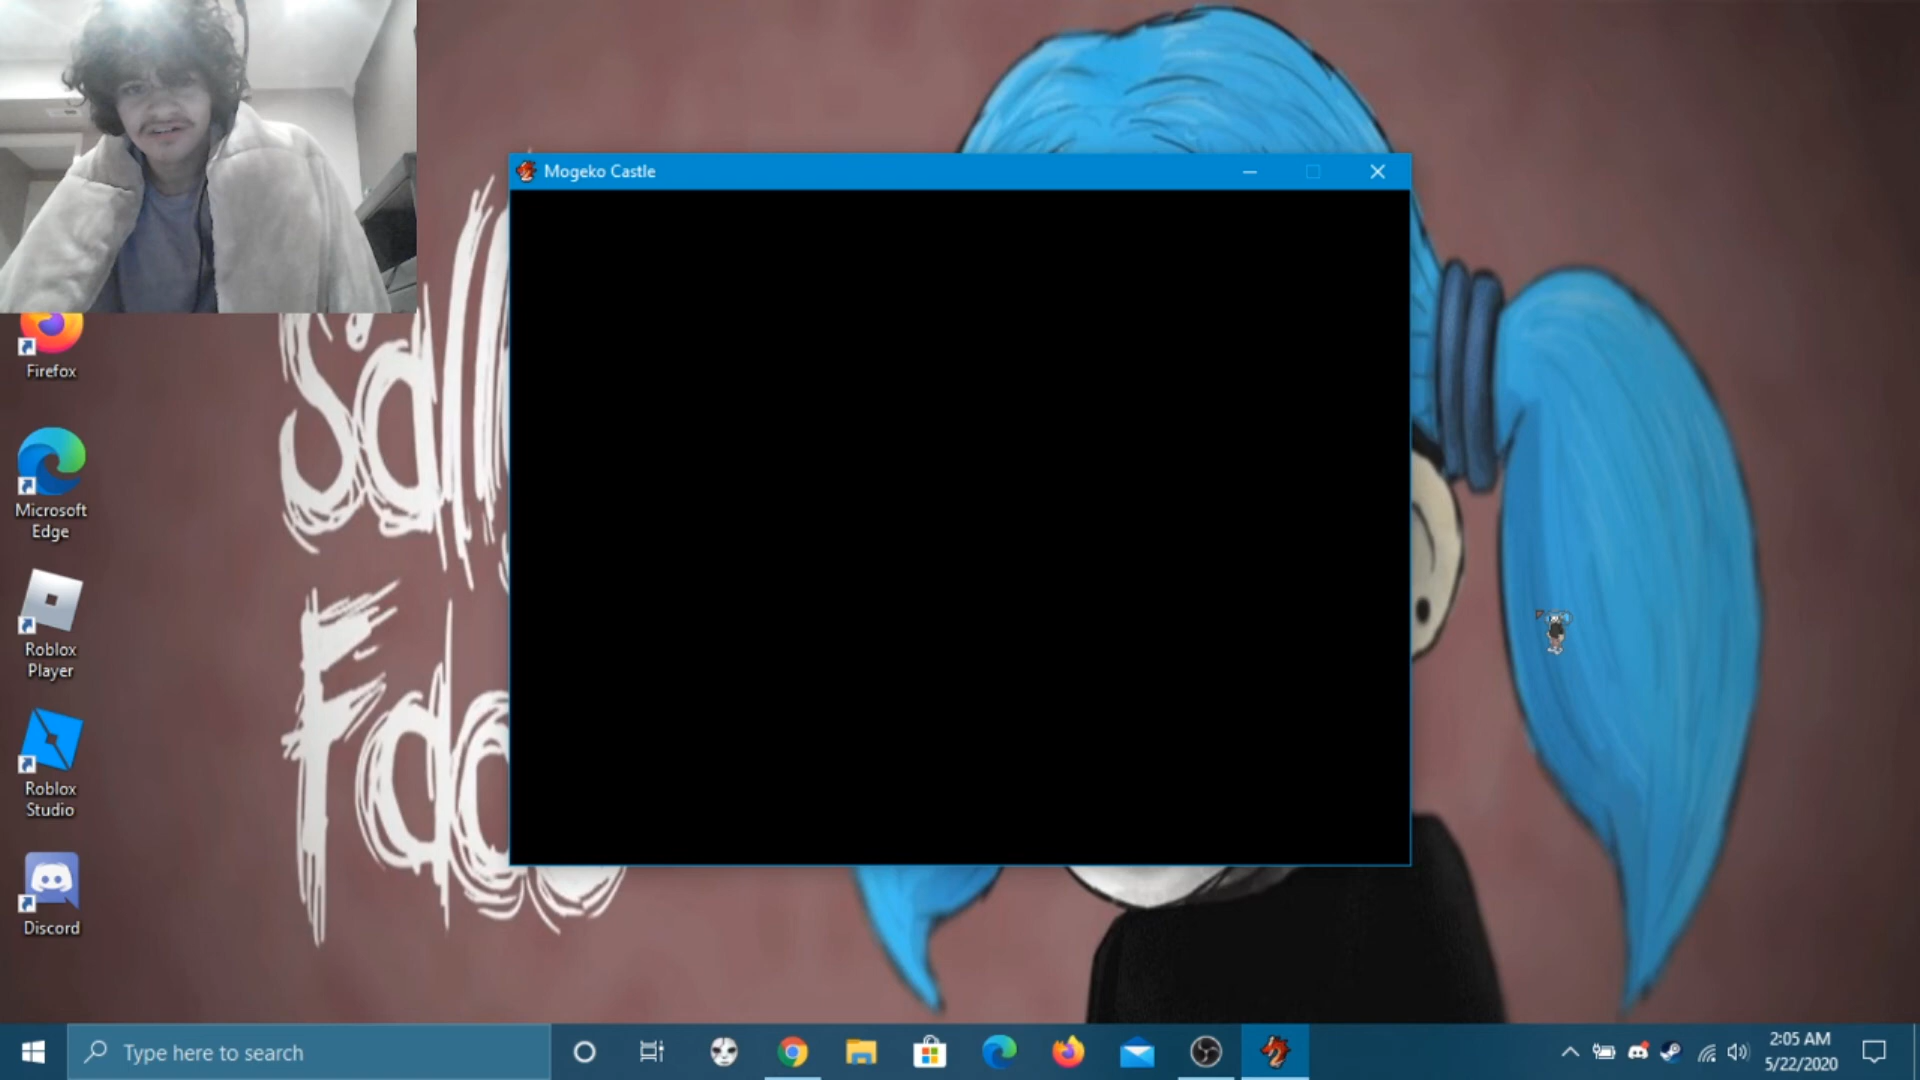 Mogeko Castle
Sally
Firefox
Microsoft
Edge
Roblox
Player
Roblox
Studio
Discord
Type here to search
2:05 AM
5/22/2020